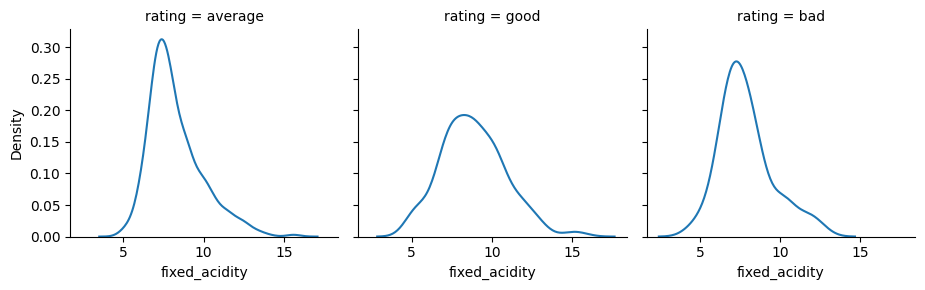 rating = average
rating = good
rating = bad
Density
0.30
0.25
0.20
0.15
0.10
0.05
0.00
5 10 15
5 10 15
5 10 15
fixed_acidity
fixed_acidity
fixed_acidity